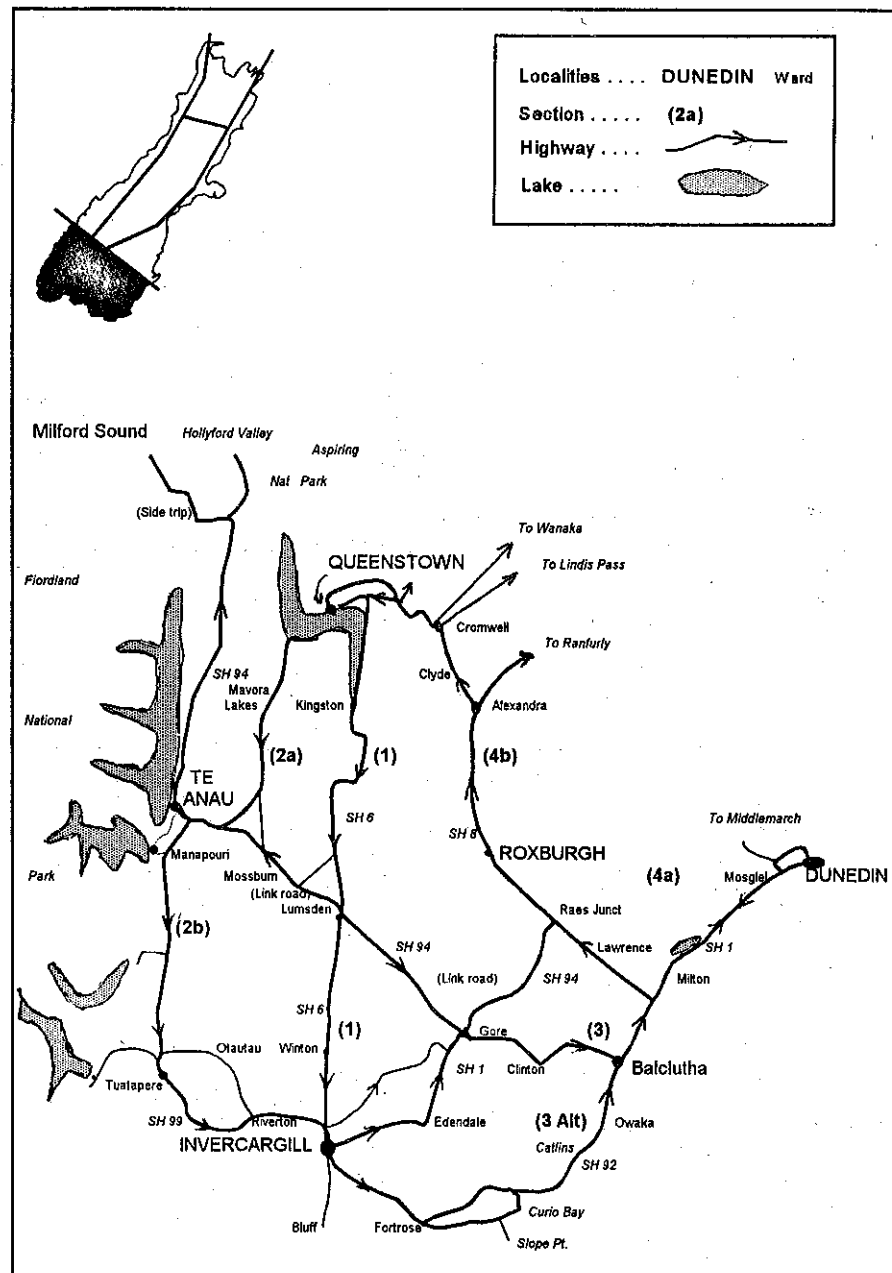 Localities . . . . DUNEDIN Ward
Section . . . . . (2a)
Highway . . . .
Lake . . . . .
Milford Sound
Hollyford Valley
Aspiring
Nat Park
(Side trip)
To Wanaka
QUEENSTOWN
To Lindis Pass
Fiordland
Cromwell
To Ranfurly
SH 94
Clyde
Mavora
Lakes
Kingston
Alexandra
National
(2a)
(1)
(4b)
TE
ANAU
SH 6
SH 8
To Middlemarch
Manapouri
ROXBURGH
(4a)
Mosgiel
DUNEDIN
Park
Mossburn
(Link road)
Lumsden
Raes Junct
(2b)
SH 94
Lawrence
SH 1
(Link road)
SH 94
Milton
SH 6
(1)
Gore
(3)
Otautau
Winton
SH 1
Clinton
Balclutha
Tuatapere
SH 99
Riverton
Edendale
(3 Alt)
Owaka
INVERCARGILL
Catlins
SH 92
Bluff
Fortrose
Curio Bay
Slope Pt.